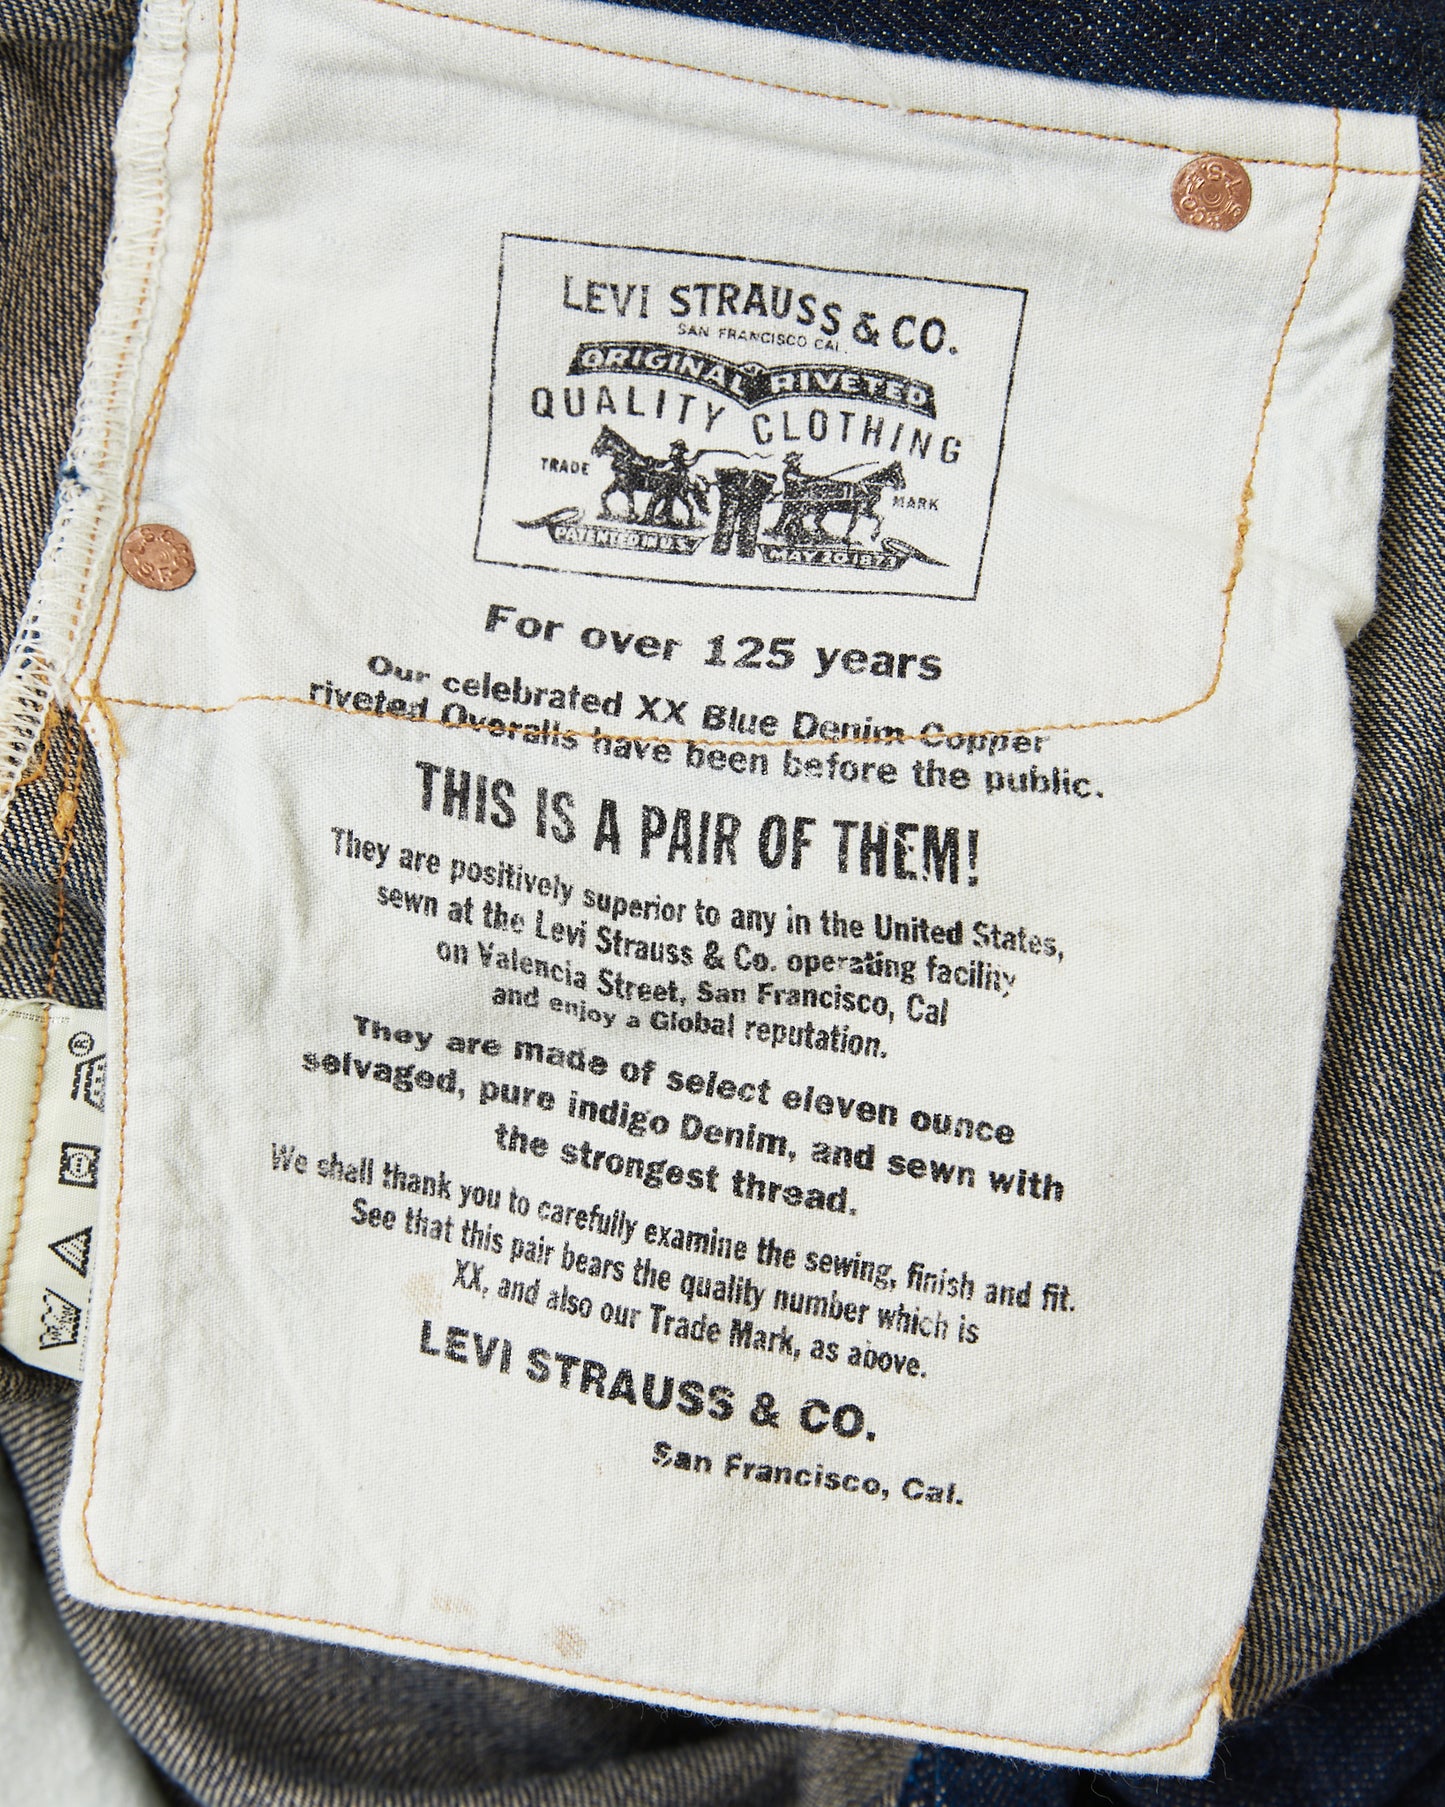 LEVI STRAUSS & CO.
SAN FRANCISCO CAL.
ORIGINAL RIVETED
QUALITY CLOTHING
TRADE MARK
PATENTED IN U.S. MAY 20 1873
For over 125 years
Our celebrated XX Blue Denim Copper
riveted Overalls have been before the public.
THIS IS A PAIR OF THEM!
They are positively superior to any in the United States,
sewn at the Levi Strauss & Co. operating facility
on Valencia Street, San Francisco, Cal
and enjoy a Global reputation.
They are made of select eleven ounce
selvaged, pure indigo Denim, and sewn with
the strongest thread.
We shall thank you to carefully examine the sewing, finish and fit.
See that this pair bears the quality number which is
XX, and also our Trade Mark, as above.
LEVI STRAUSS & CO.
San Francisco, Cal.
®